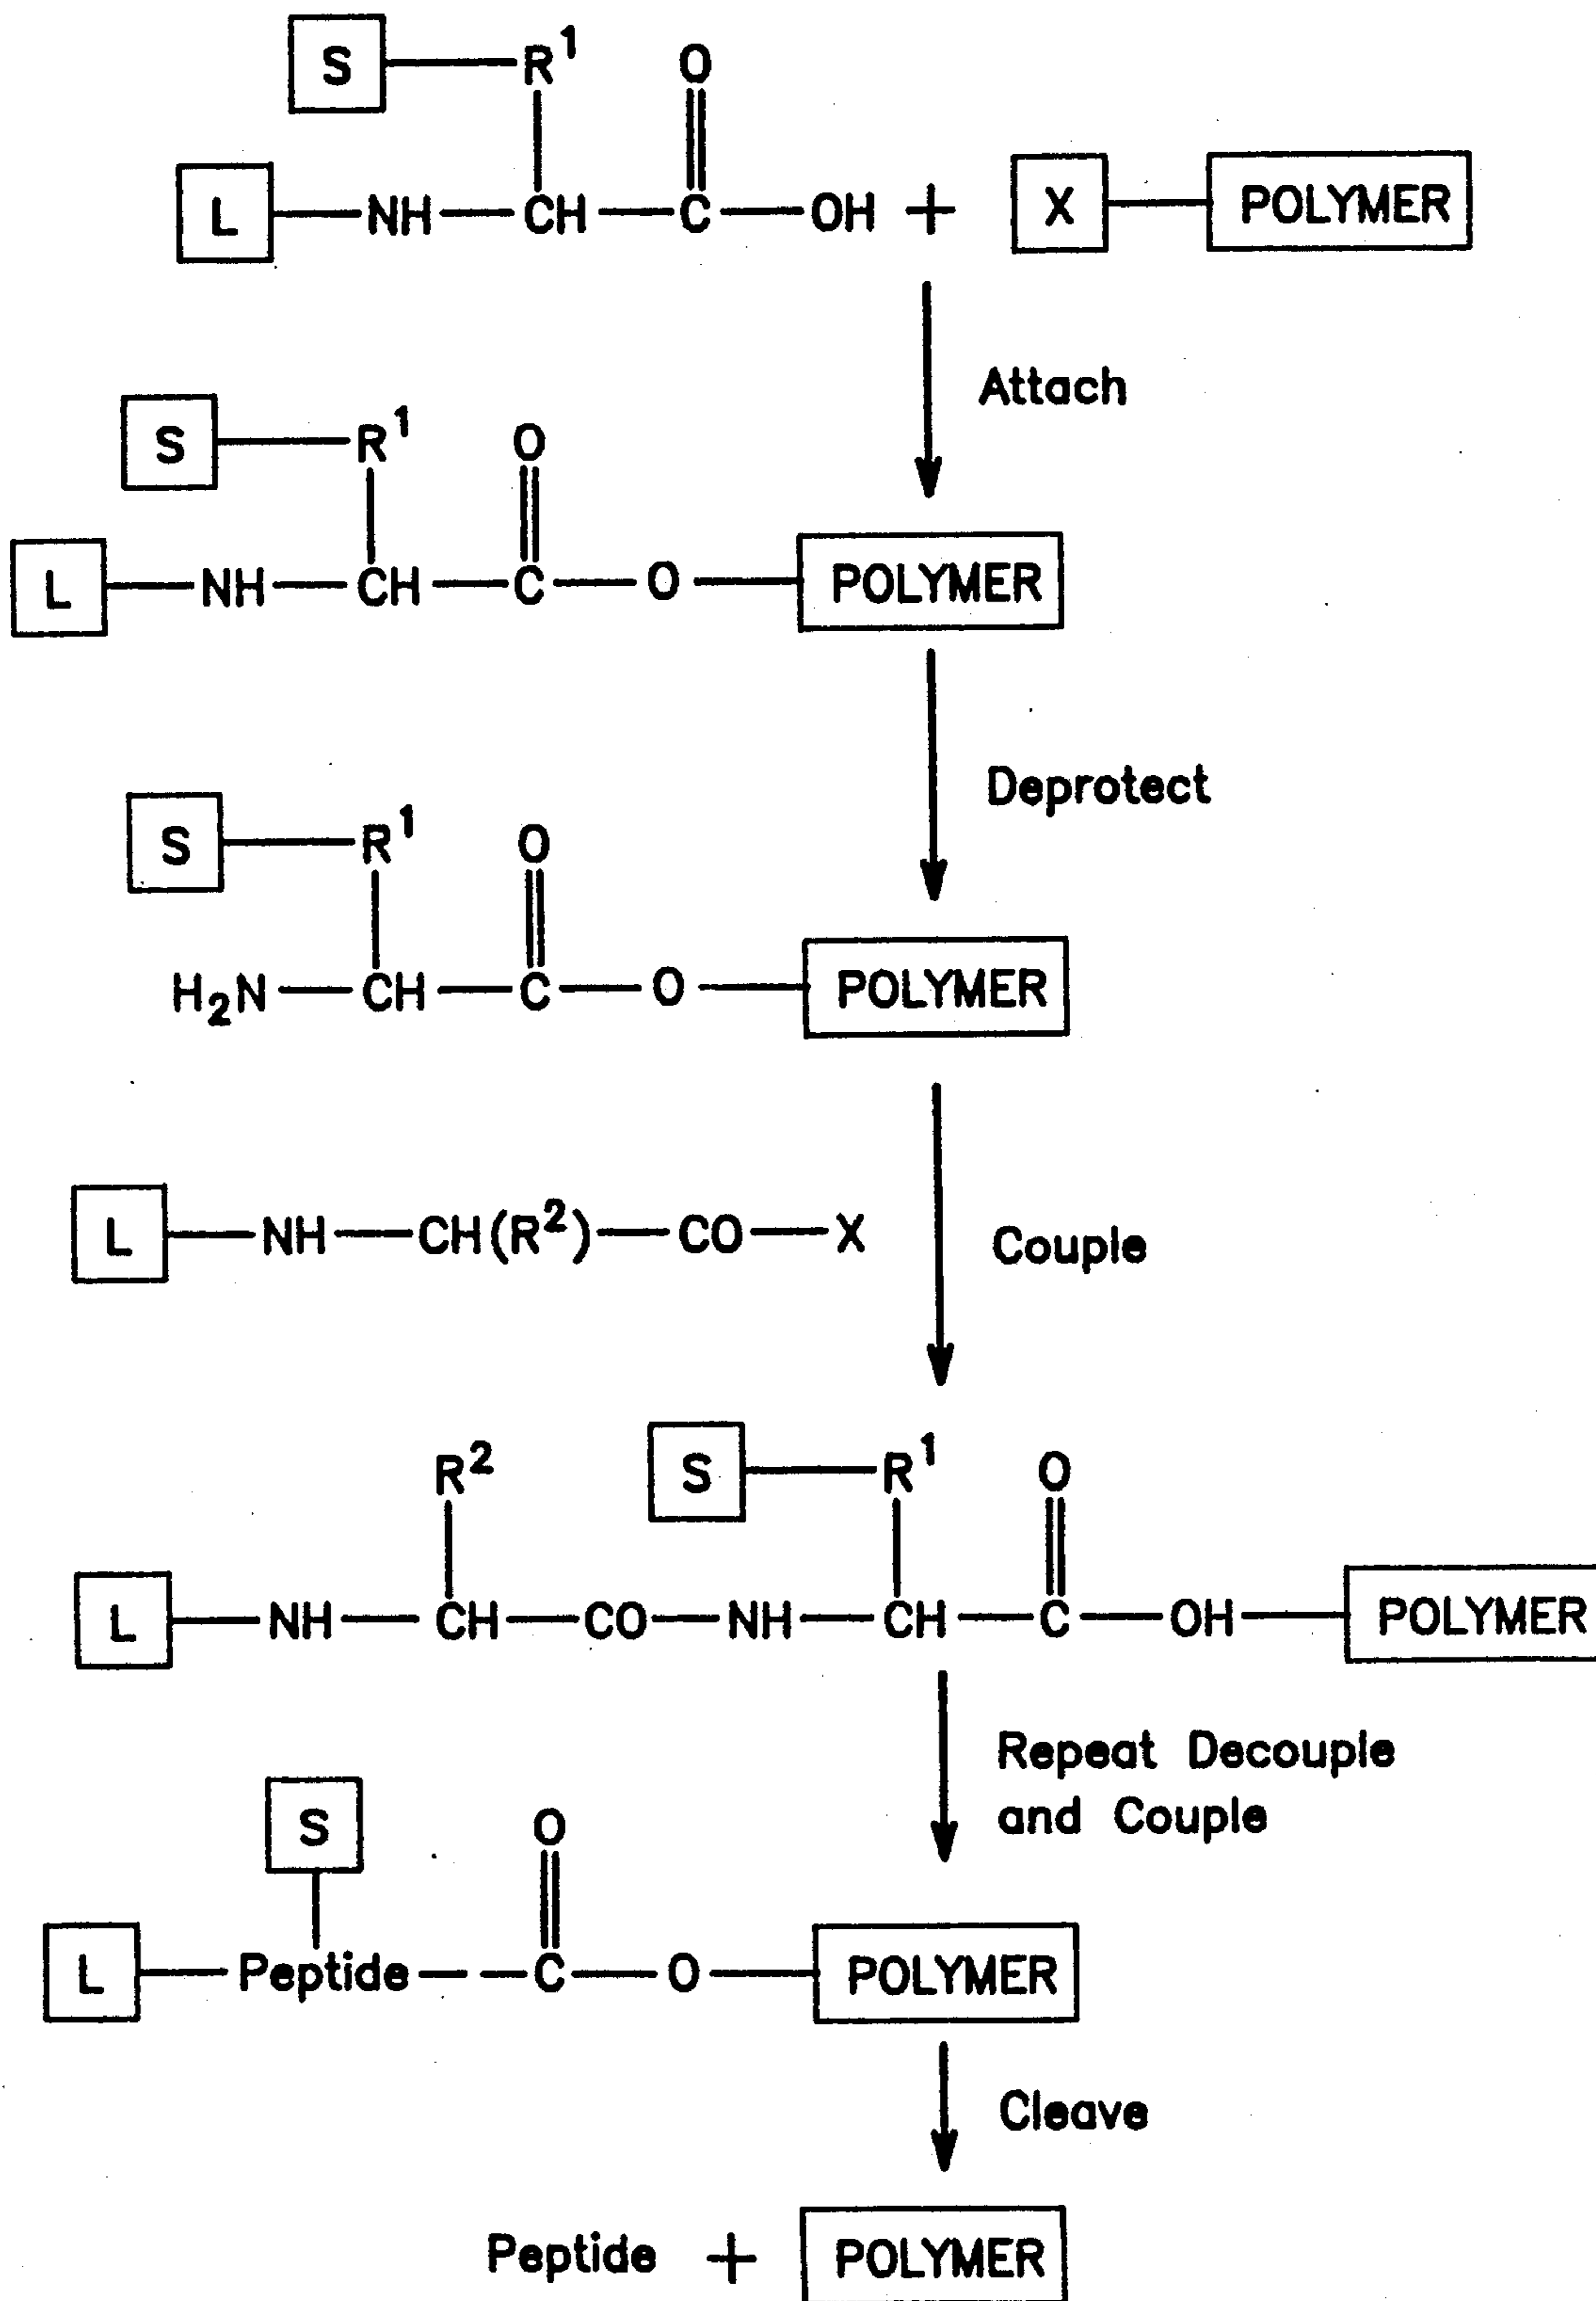 S R¹ O
L NH CH C OH + X POLYMER
Attach
S R¹ O
L NH CH C O POLYMER
Deprotect
S R¹ O
H₂N CH C O POLYMER
L NH CH(R²) CO X
Couple
R² S R¹ O
L NH CH CO NH CH C OH POLYMER
Repeat Decouple
and Couple
S O
L Peptide C O POLYMER
Cleave
Peptide + POLYMER